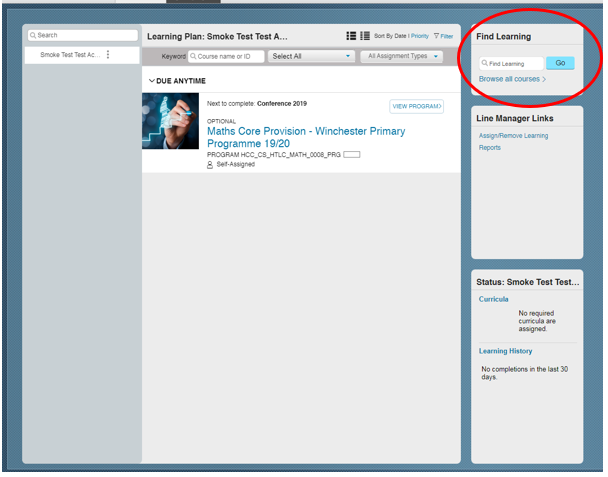 Search
Smoke Test Test Ac...
Learning Plan: Smoke Test Test A...
Sort By Date | Priority Filter
Keyword Course name or ID Select All All Assignment Types
DUE ANYTIME
Next to complete: Conference 2019
VIEW PROGRAM
OPTIONAL
Maths Core Provision - Winchester Primary
Programme 19/20
PROGRAM HCC_CS_HTLC_MATH_0008_PRG
Self-Assigned
Find Learning
Find Learning Go
Browse all courses
Line Manager Links
Assign/Remove Learning
Reports
Status: Smoke Test Test...
Curricula
No required
curricula are
assigned.
Learning History
No completions in the last 30
days.